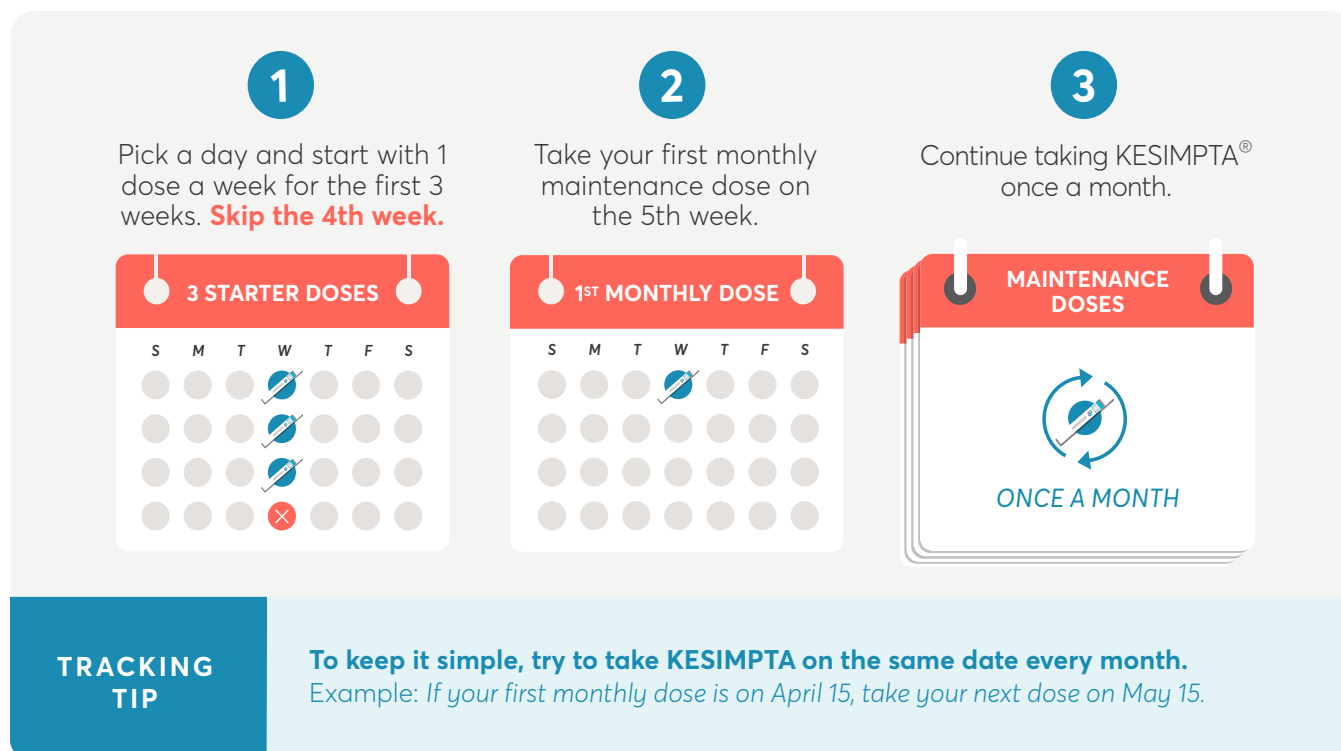 1
Pick a day and start with 1
dose a week for the first 3
weeks. Skip the 4th week.
3 STARTER DOSES
S M T W T F S
2
Take your first monthly
maintenance dose on
the 5th week.
1ST MONTHLY DOSE
S M T W T F S
3
Continue taking KESIMPTA®
once a month.
MAINTENANCE
DOSES
ONCE A MONTH
TRACKING
TIP
To keep it simple, try to take KESIMPTA on the same date every month.
Example: If your first monthly dose is on April 15, take your next dose on May 15.